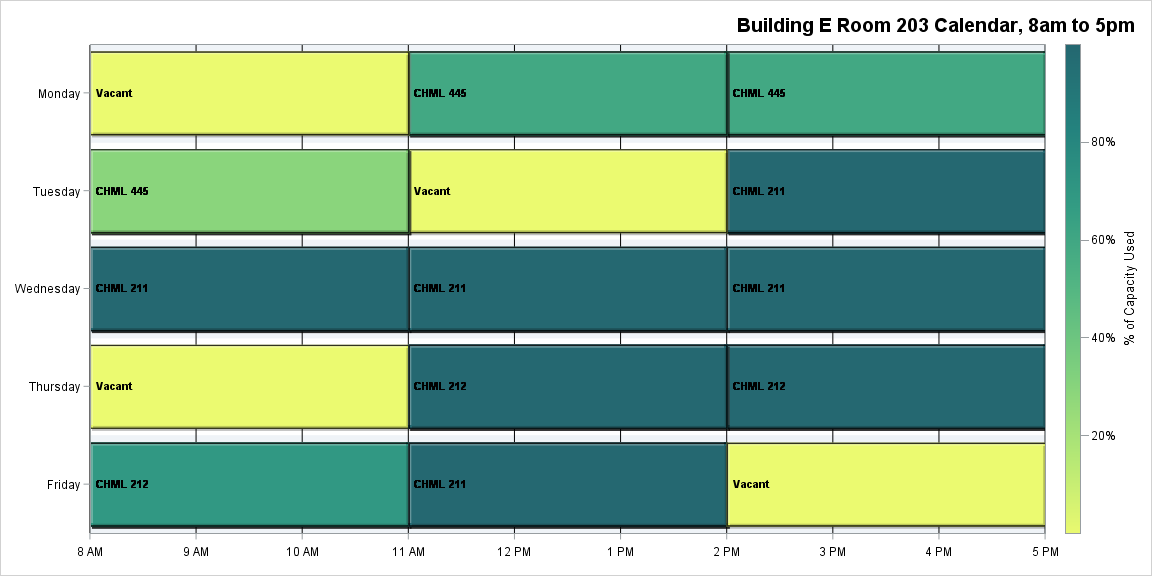 Building E Room 203 Calendar, 8am to 5pm
Monday
Vacant
CHML 445
CHML 445
Tuesday
CHML 445
Vacant
CHML 211
Wednesday
CHML 211
CHML 211
CHML 211
Thursday
Vacant
CHML 212
CHML 212
Friday
CHML 212
CHML 211
Vacant
8 AM
9 AM
10 AM
11 AM
12 PM
1 PM
2 PM
3 PM
4 PM
5 PM
80%
60%
40%
20%
% of Capacity Used